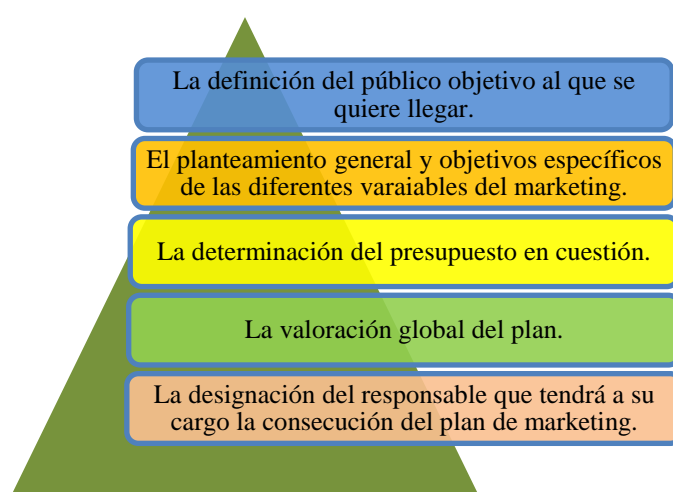 La definición del público objetivo al que se
quiere llegar.
El planteamiento general y objetivos específicos
de las diferentes varaiables del marketing.
La determinación del presupuesto en cuestión.
La valoración global del plan.
La designación del responsable que tendrá a su
cargo la consecución del plan de marketing.